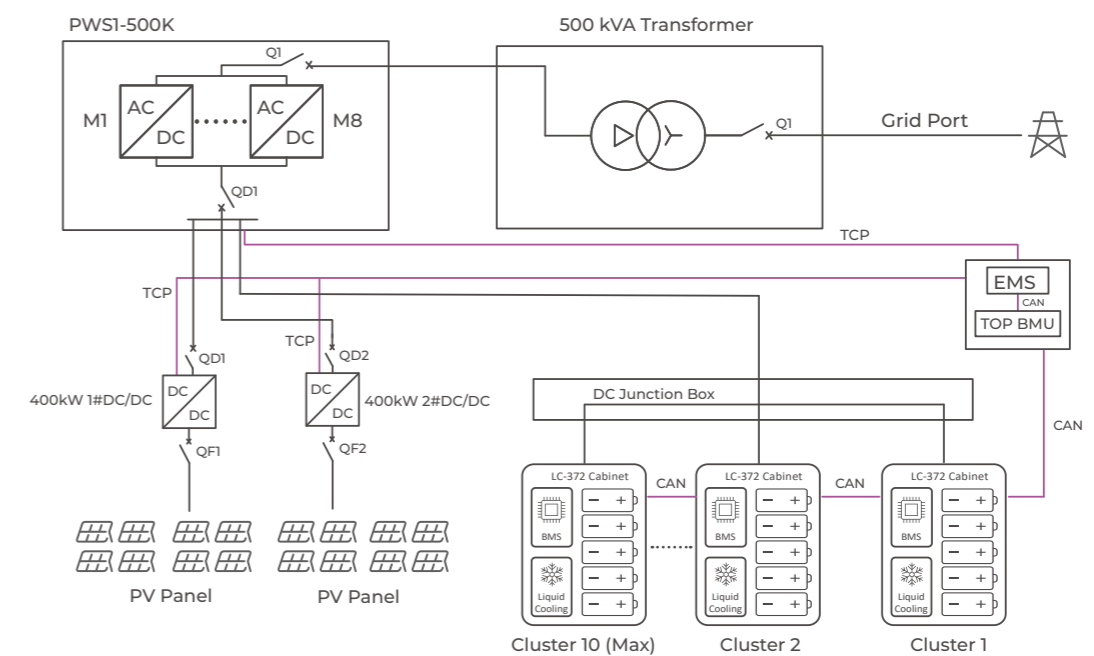 PWS1-500K
500 kVA Transformer
Q1
M1
AC
DC
AC
DC
M8
QD1
Q1
Grid Port
TCP
EMS
CAN
TOP BMU
TCP
TCP
QD1
QD2
400kW 1#DC/DC
DC
DC
DC
DC
400kW 2#DC/DC
QF1
QF2
DC Junction Box
CAN
LC-372 Cabinet
LC-372 Cabinet
LC-372 Cabinet
CAN
CAN
BMS
BMS
BMS
Liquid
Cooling
Liquid
Cooling
Liquid
Cooling
PV Panel
PV Panel
Cluster 10 (Max)
Cluster 2
Cluster 1